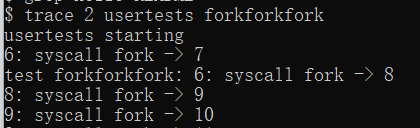 $ trace 2 usertests forkforkfork
usertests starting
6: syscall fork -> 7
test forkforkfork: 6: syscall fork -> 8
8: syscall fork -> 9
9: syscall fork -> 10